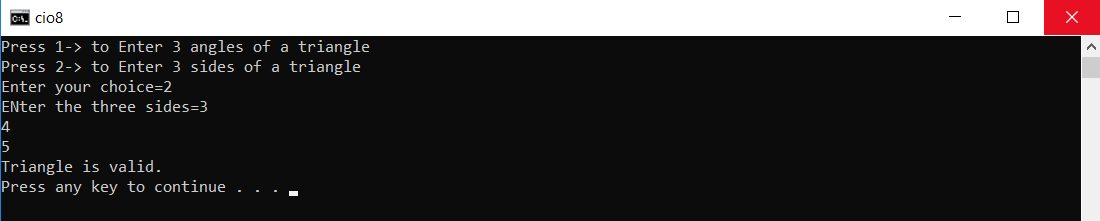 cio8
Press 1-> to Enter 3 angles of a triangle
Press 2-> to Enter 3 sides of a triangle
Enter your choice=2
ENter the three sides=3
4
5
Triangle is valid.
Press any key to continue . . .